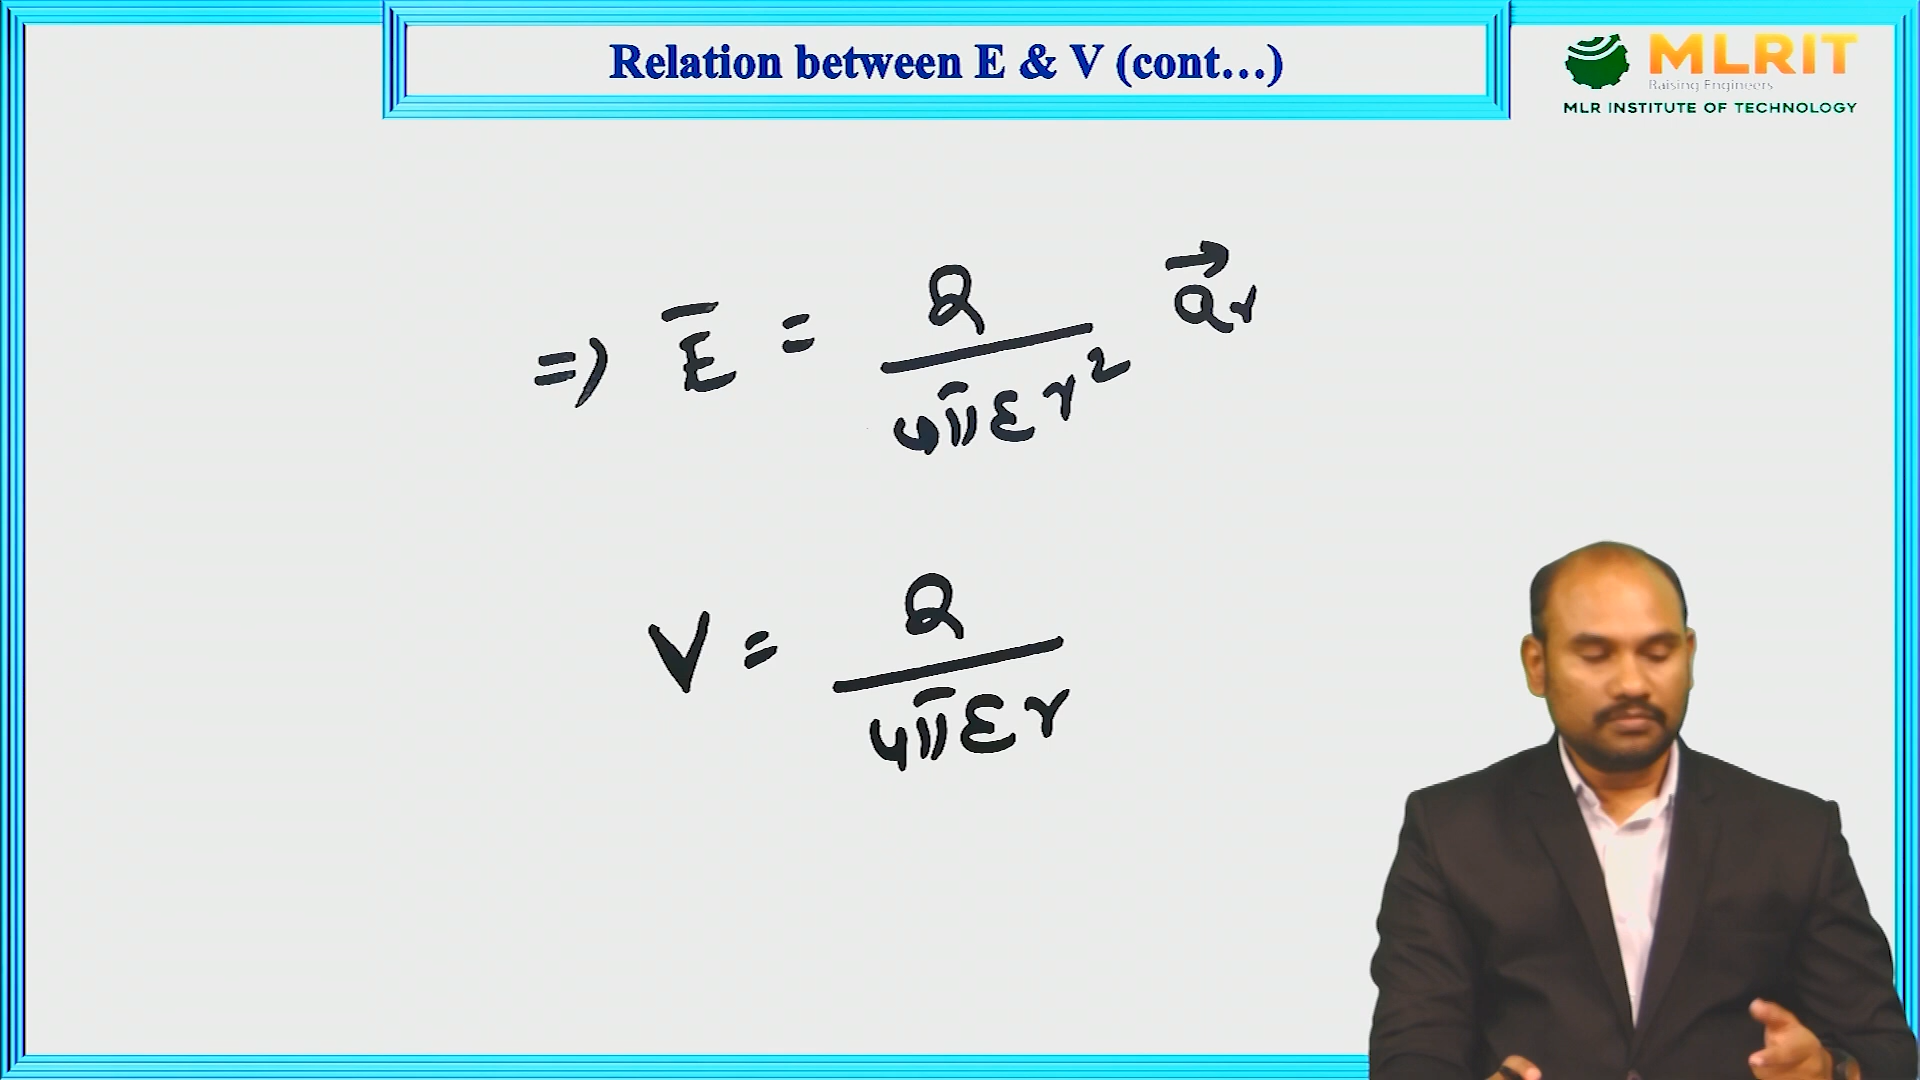 Relation between E & V (cont...)
MLRIT
Raising Engineers
MLR INSTITUTE OF TECHNOLOGY
=> E̅ = Q / 4πεr² a⃗r
V = Q / 4πεr